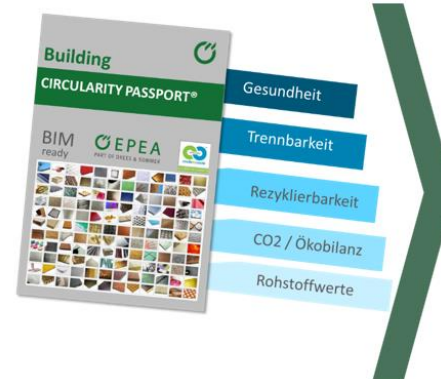 Building
CIRCULARITY PASSPORT®
BIM
ready
EPEA
PART OF DREES & SOMMER
Gesundheit
Trennbarkeit
Rezyklierbarkeit
CO2 / Ökobilanz
Rohstoffwerte